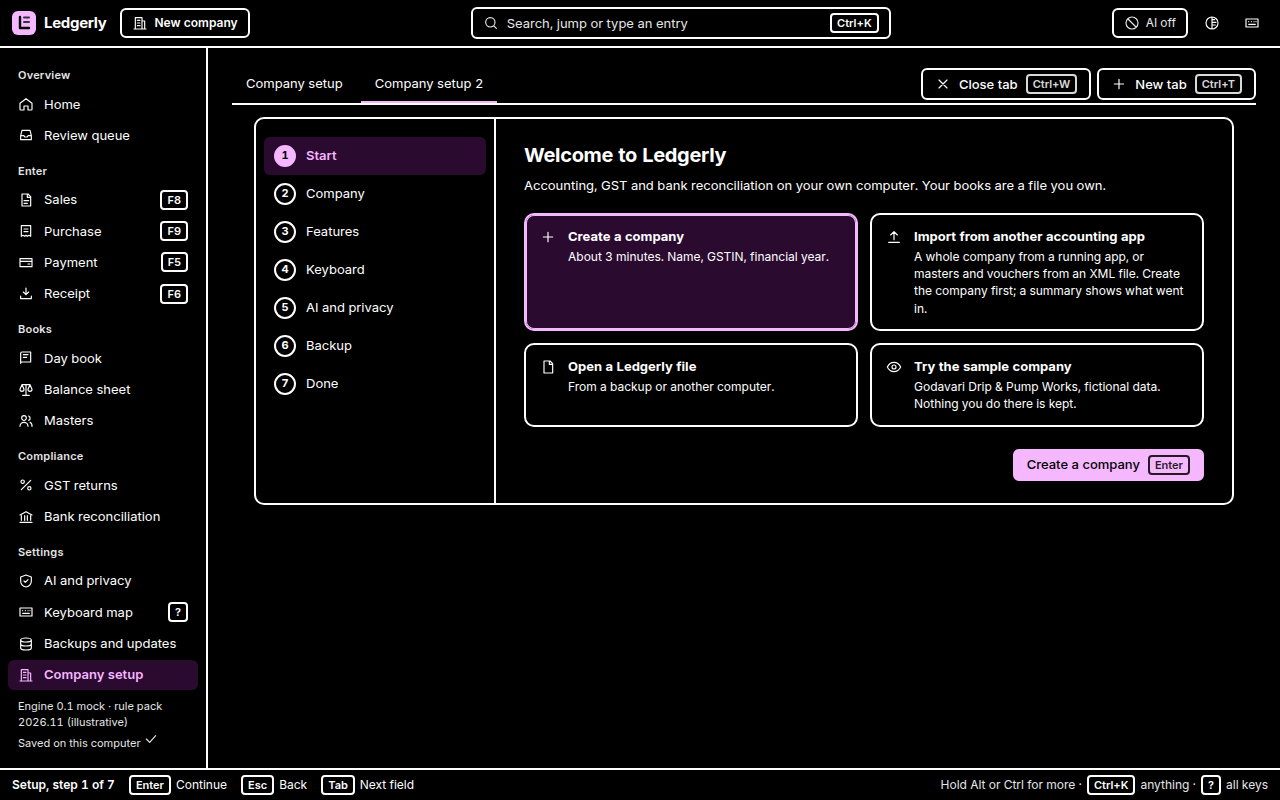 Ledgerly
New company
Search, jump or type an entry
Ctrl+K
AI off
Overview
Home
Review queue
Enter
Sales F8
Purchase F9
Payment F5
Receipt F6
Books
Day book
Balance sheet
Masters
Compliance
GST returns
Bank reconciliation
Settings
AI and privacy
Keyboard map ?
Backups and updates
Company setup
Engine 0.1 mock · rule pack
2026.11 (illustrative)
Saved on this computer
Company setup
Company setup 2
Close tab Ctrl+W
New tab Ctrl+T
1 Start
2 Company
3 Features
4 Keyboard
5 AI and privacy
6 Backup
7 Done
Welcome to Ledgerly
Accounting, GST and bank reconciliation on your own computer. Your books are a file you own.
Create a company
About 3 minutes. Name, GSTIN, financial year.
Import from another accounting app
A whole company from a running app, or
masters and vouchers from an XML file. Create
the company first; a summary shows what went
in.
Open a Ledgerly file
From a backup or another computer.
Try the sample company
Godavari Drip & Pump Works, fictional data.
Nothing you do there is kept.
Create a company Enter
Setup, step 1 of 7 Enter Continue Esc Back Tab Next field
Hold Alt or Ctrl for more · Ctrl+K anything · ? all keys